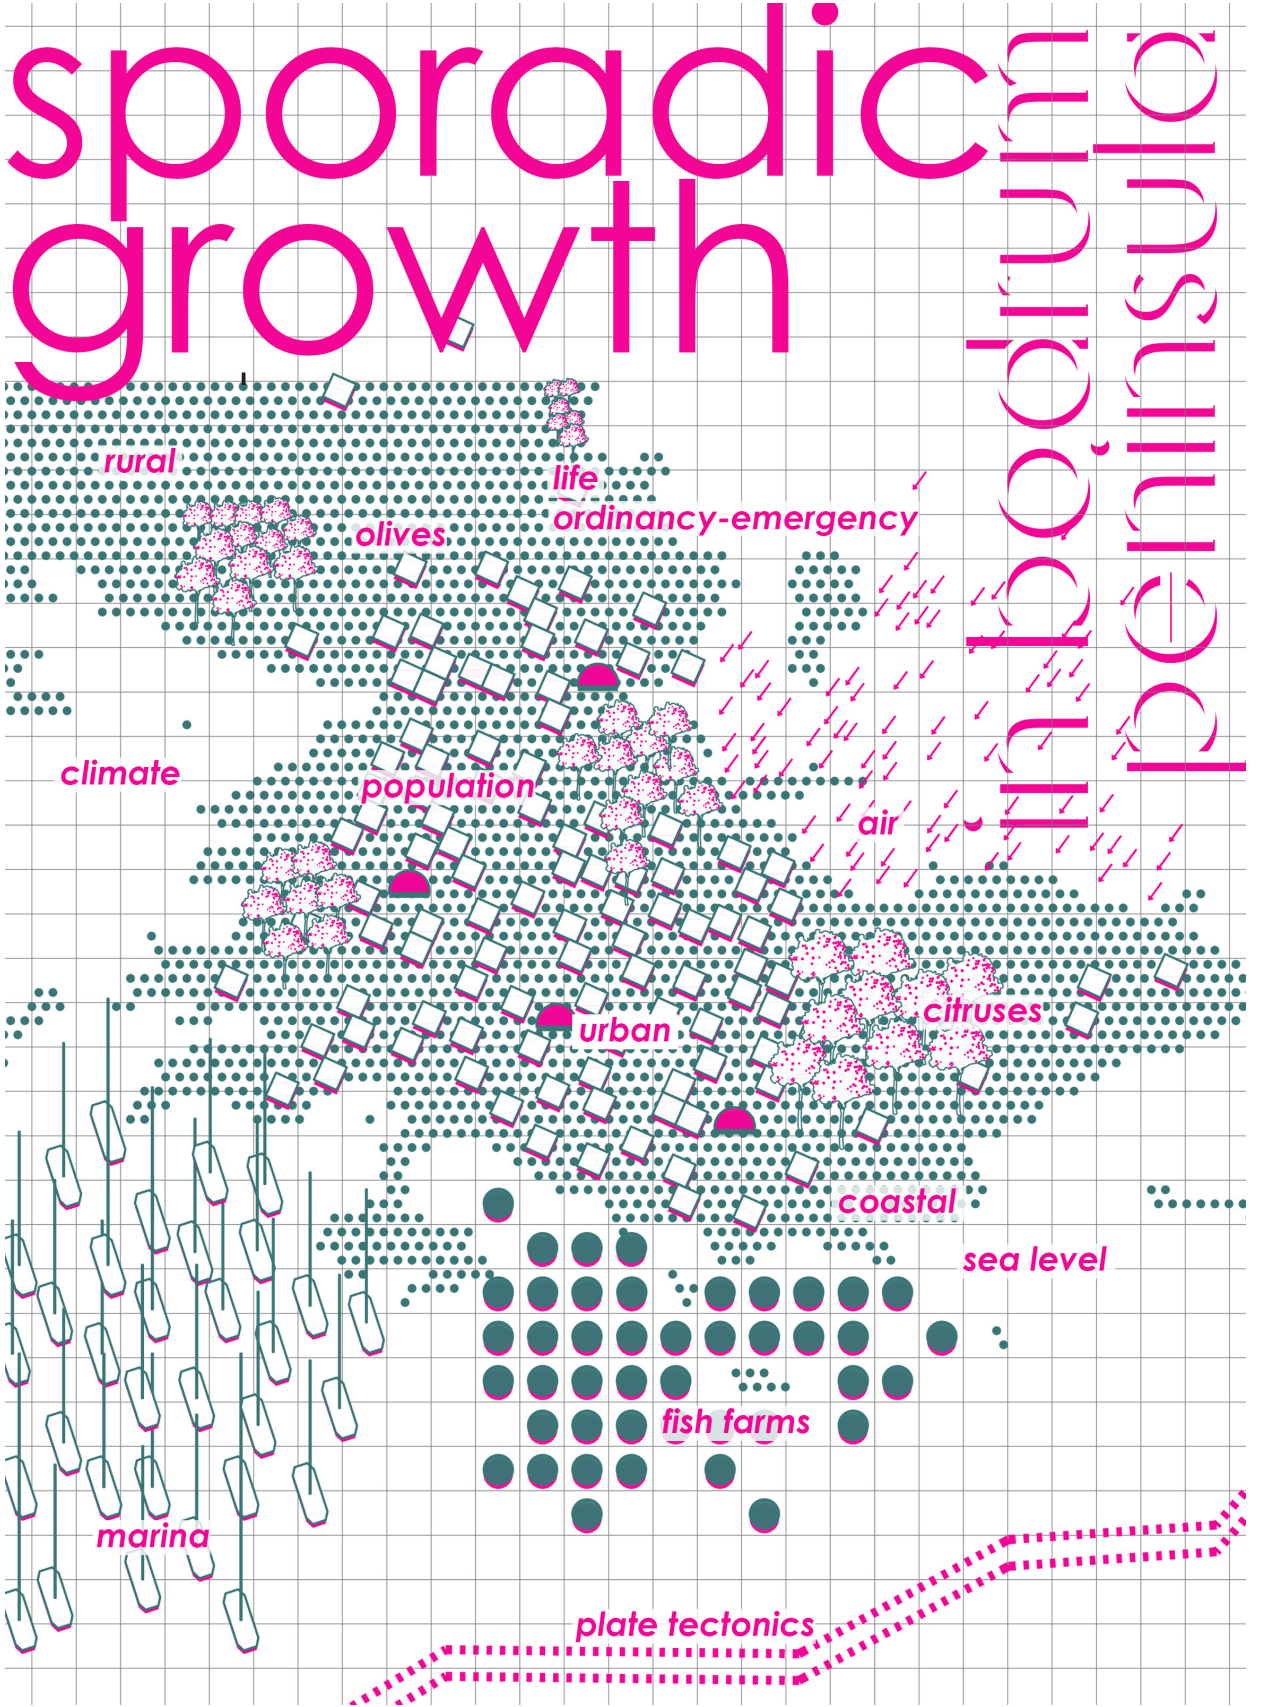 sporadic
growth
in bodrum
peninsula
rural
life
olives
ordinancy-emergency
climate
population
air
citruses
urban
coastal
sea level
fish farms
marina
plate tectonics